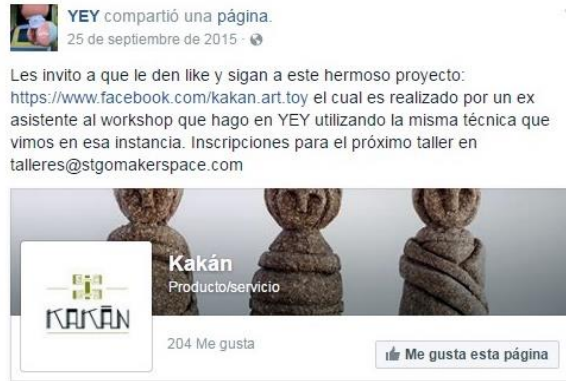 YEY compartió una página.
25 de septiembre de 2015 ·
Les invito a que le den like y sigan a este hermoso proyecto:
https://www.facebook.com/kakan.art.toy el cual es realizado por un ex
asistente al workshop que hago en YEY utilizando la misma técnica que
vimos en esa instancia. Inscripciones para el próximo taller en
talleres@stgomakerspace.com
Kakán
Producto/servicio
KAKÁN
204 Me gusta
Me gusta esta página